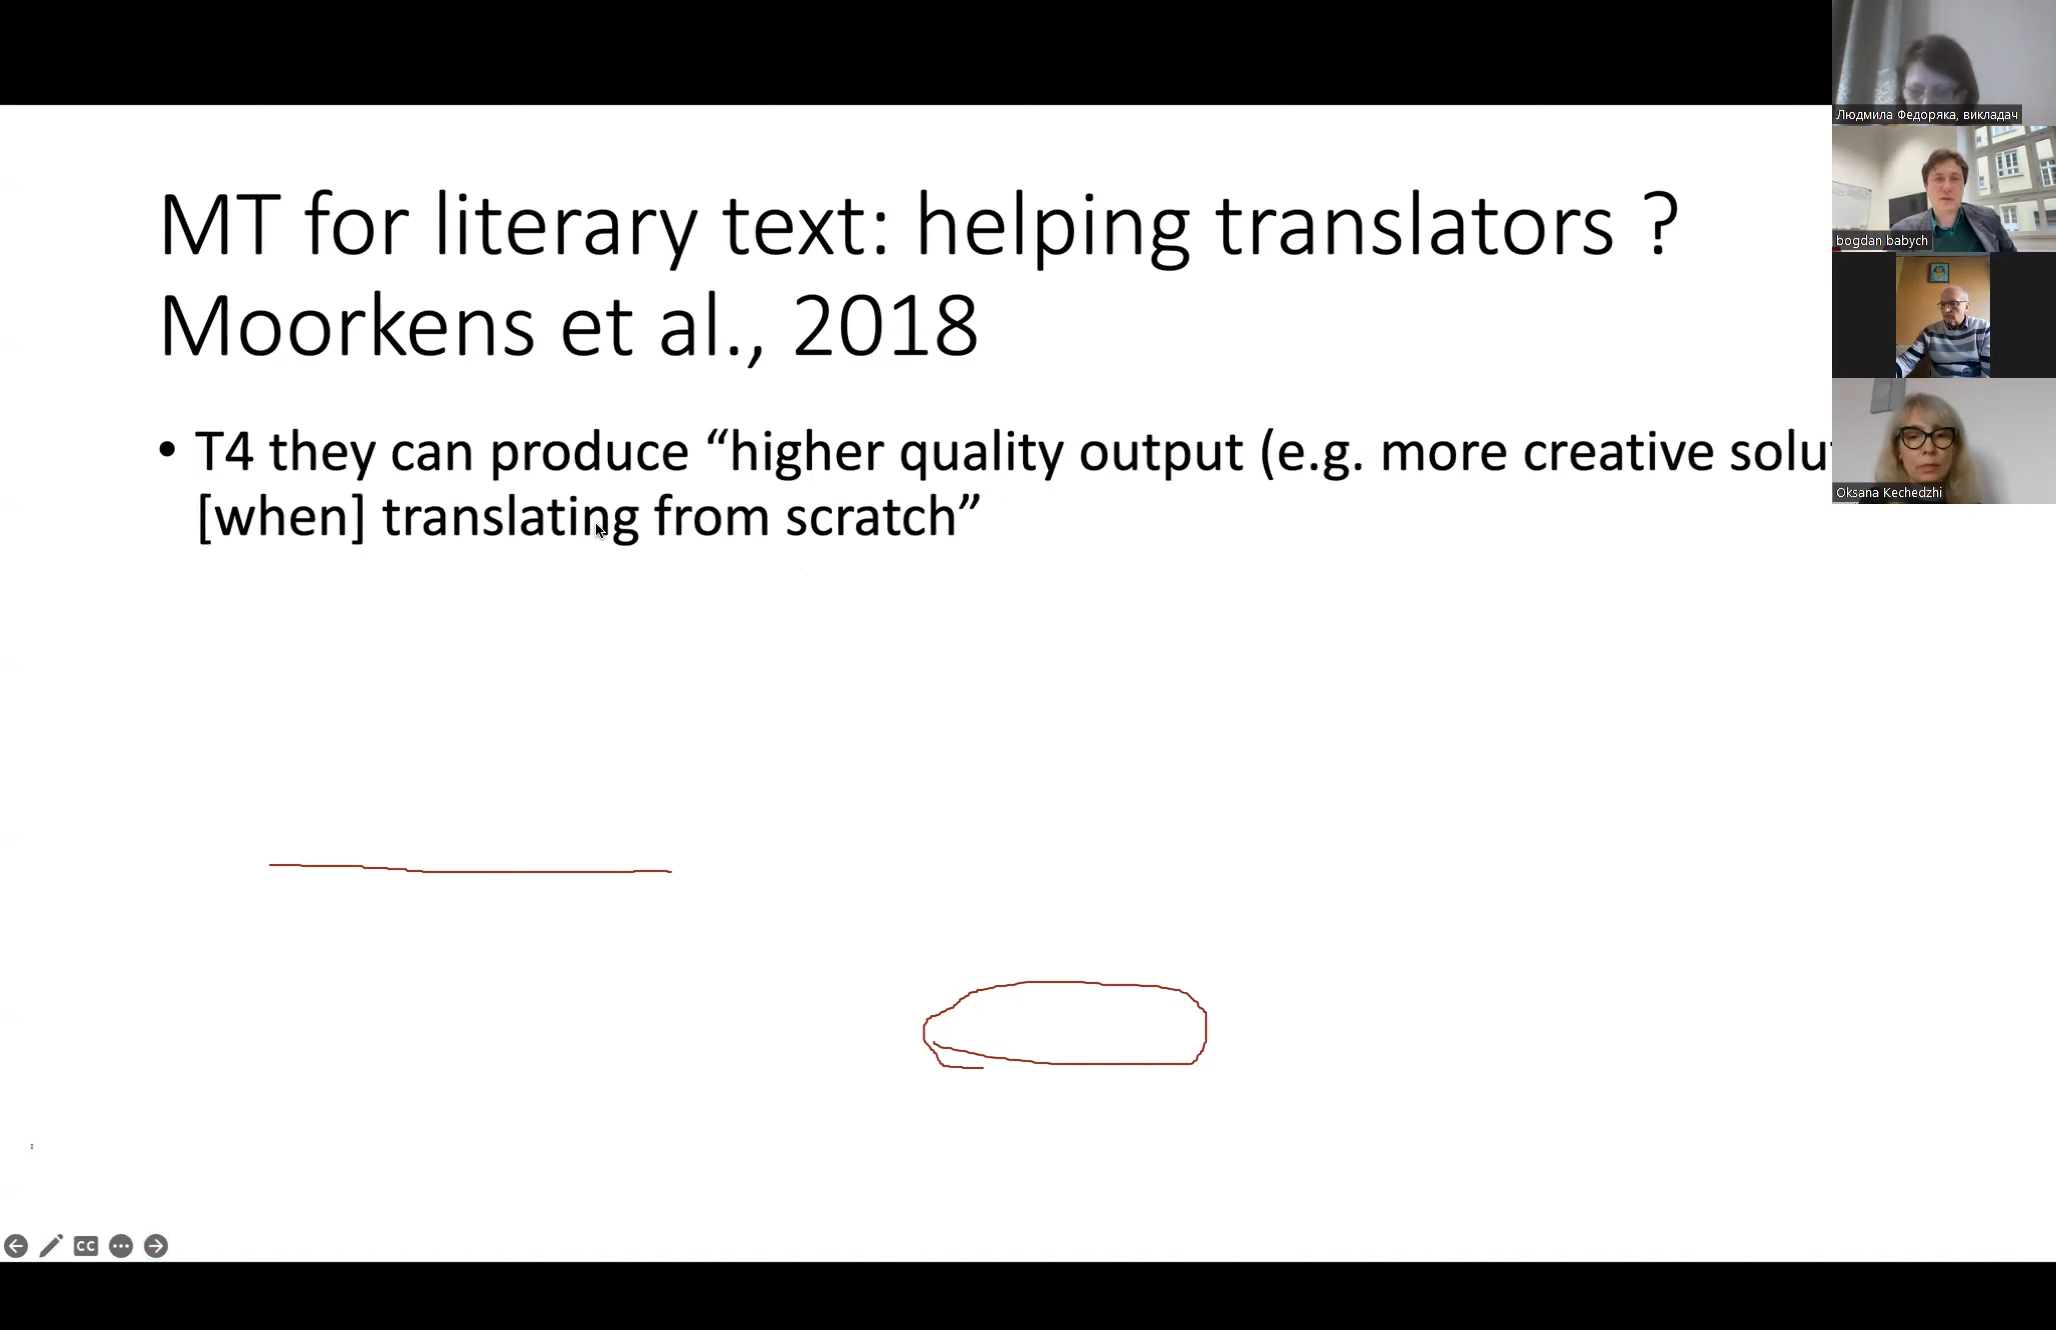 MT for literary text: helping translators ?
Moorkens et al., 2018
• T4 they can produce “higher quality output (e.g. more creative solu
[when] translating from scratch”
Людмила Федоряка, викладач
bogdan babych
Oksana Kechedzhi
CC